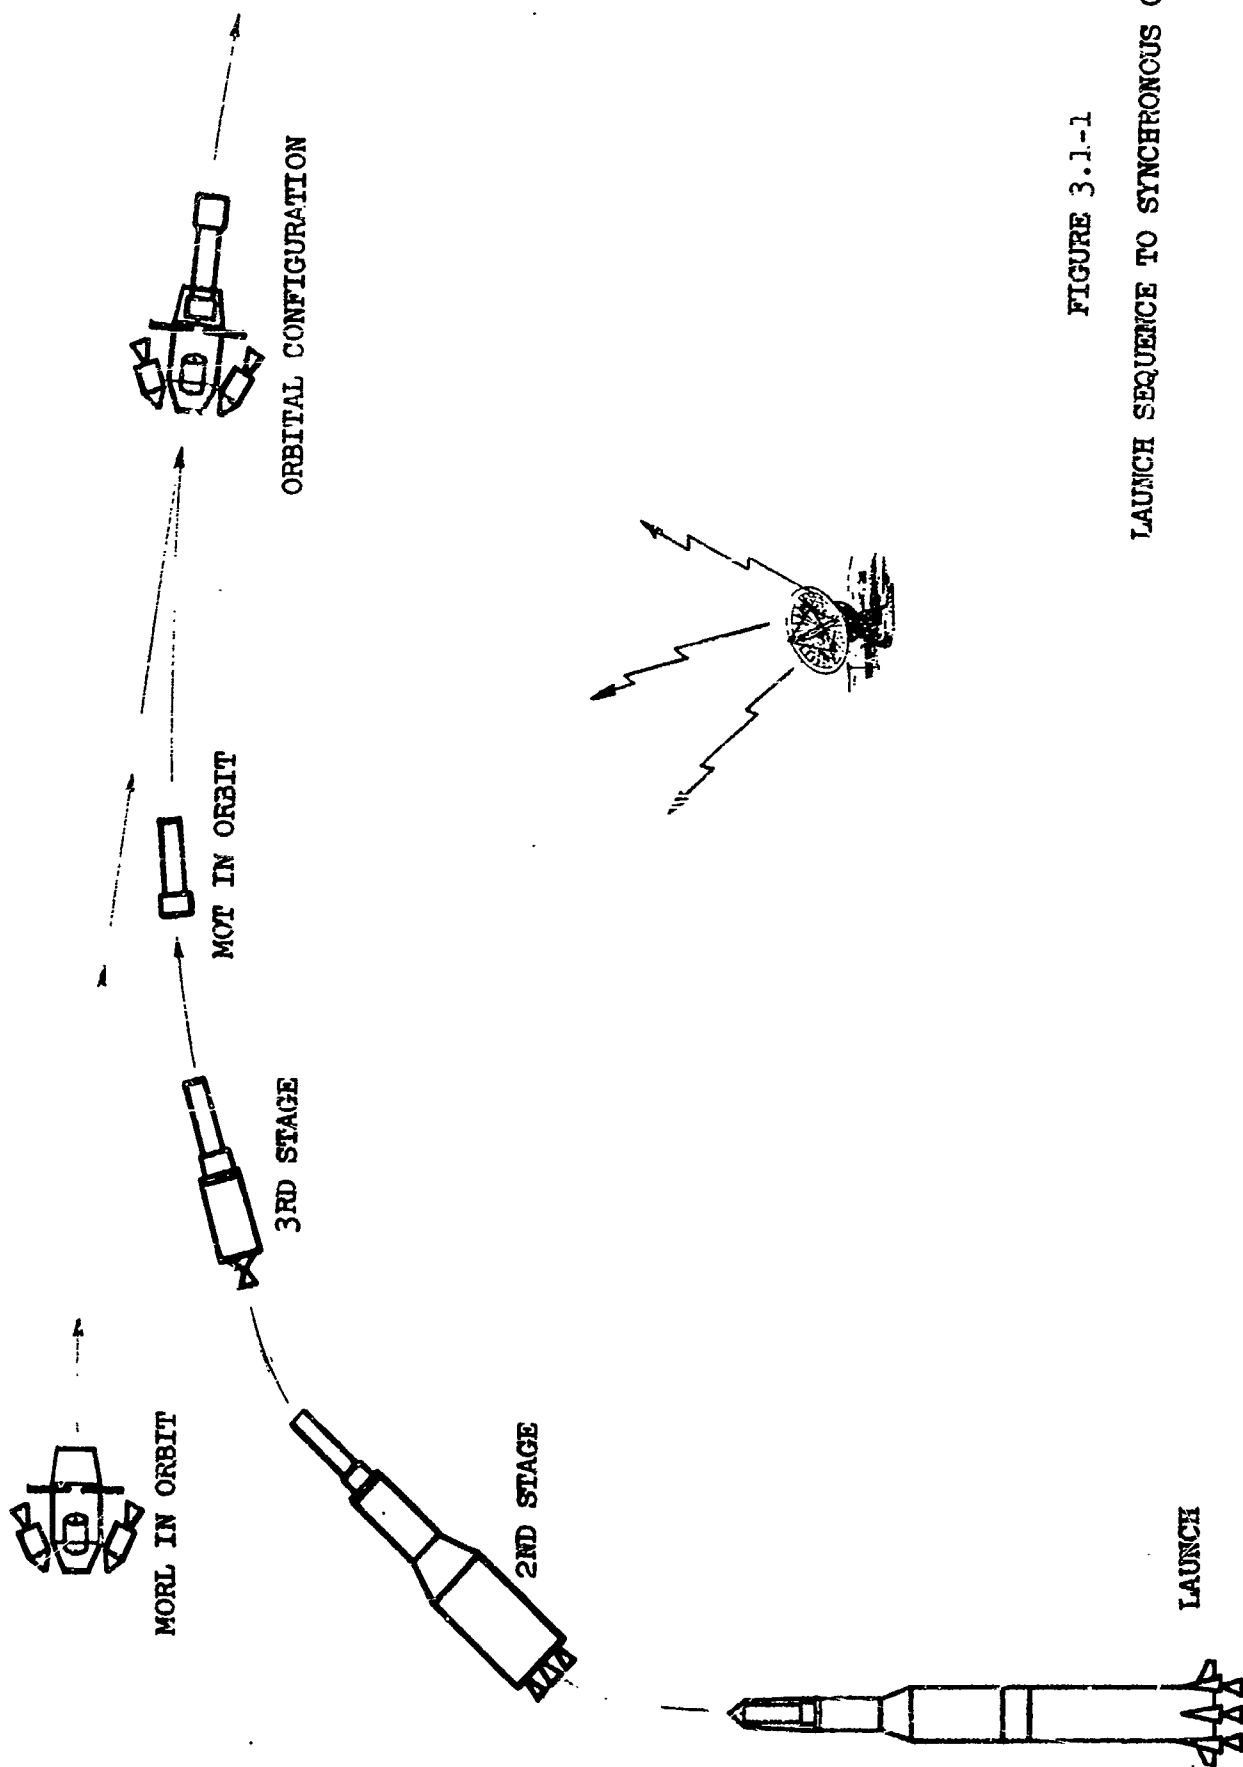 MORL IN ORBIT
ORBITAL CONFIGURATION
MOT IN ORBIT
3RD STAGE
2ND STAGE
LAUNCH
FIGURE 3.1-1
LAUNCH SEQUENCE TO SYNCHRONOUS